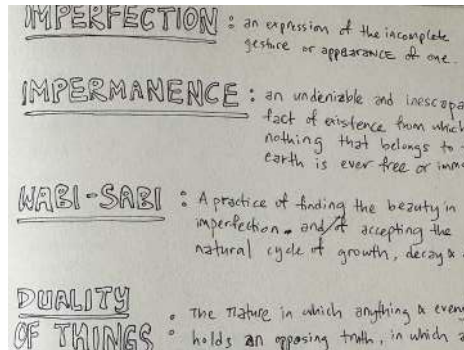 IMPERFECTION : an expression of the incomplete
gesture or appearance of one.
IMPERMANENCE : an undeniable and
fact of existence from which
nothing that belongs to
earth is ever free or
WABI-SABI : A practice of finding the beauty in
imperfection. and/of accepting the
natural cycle of growth, decay &
DUALITY
OF THINGS : The Nature in which anything &
holds an opposing truth, in which